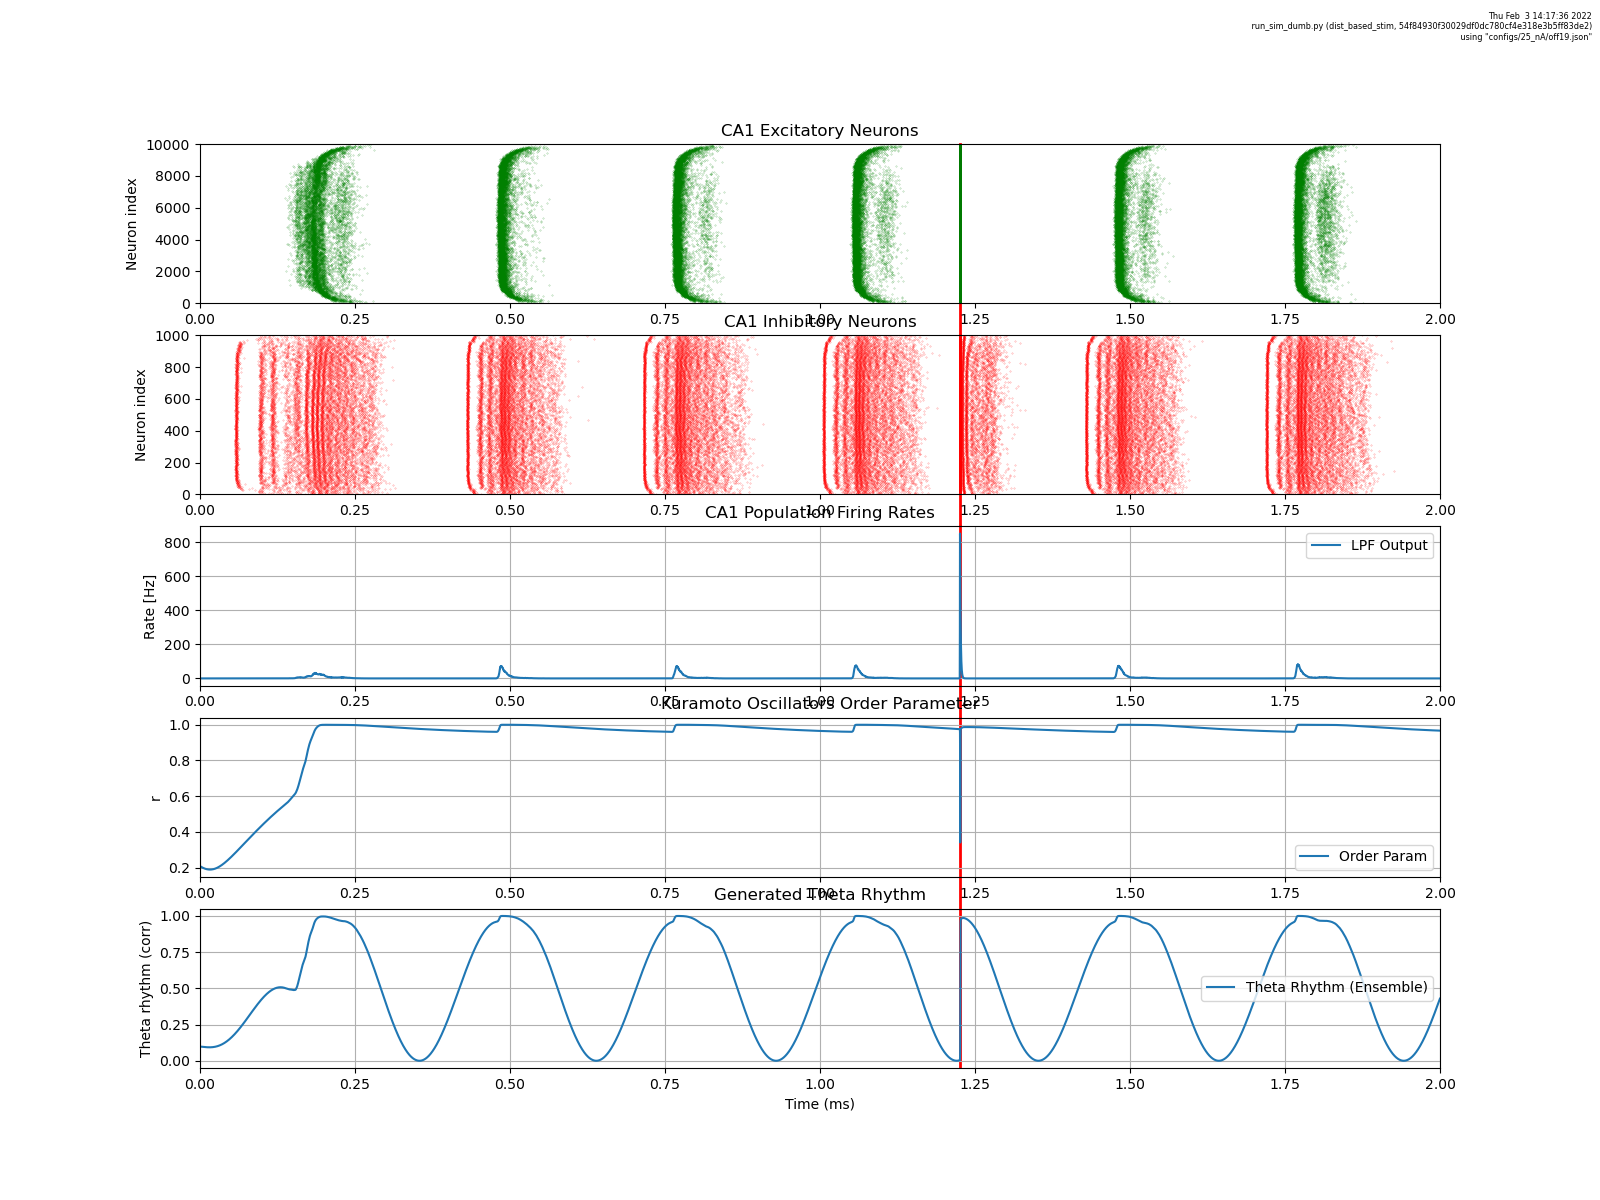 Thu Feb  3 14:17:36 2022
run_sim_dumb.py (dist_based_stim, 54f84930f30029df0dc780cf4e318e3b5ff83de2)
using "configs/25_nA/off19.json"
CA1 Excitatory Neurons
Neuron index
10000
8000
6000
4000
2000
0
0.00 0.25 0.50 0.75 1.00 1.25 1.50 1.75 2.00
CA1 Inhibitory Neurons
Neuron index
1000
800
600
400
200
0
0.00 0.25 0.50 0.75 1.00 1.25 1.50 1.75 2.00
CA1 Population Firing Rates
Rate [Hz]
800
600
400
200
0
LPF Output
0.00 0.25 0.50 0.75 1.00 1.25 1.50 1.75 2.00
Kuramoto Oscillators Order Parameter
r
1.0
0.8
0.6
0.4
0.2
Order Param
0.00 0.25 0.50 0.75 1.00 1.25 1.50 1.75 2.00
Generated Theta Rhythm
Theta rhythm (corr)
1.00
0.75
0.50
0.25
0.00
Theta Rhythm (Ensemble)
0.00 0.25 0.50 0.75 1.00 1.25 1.50 1.75 2.00
Time (ms)